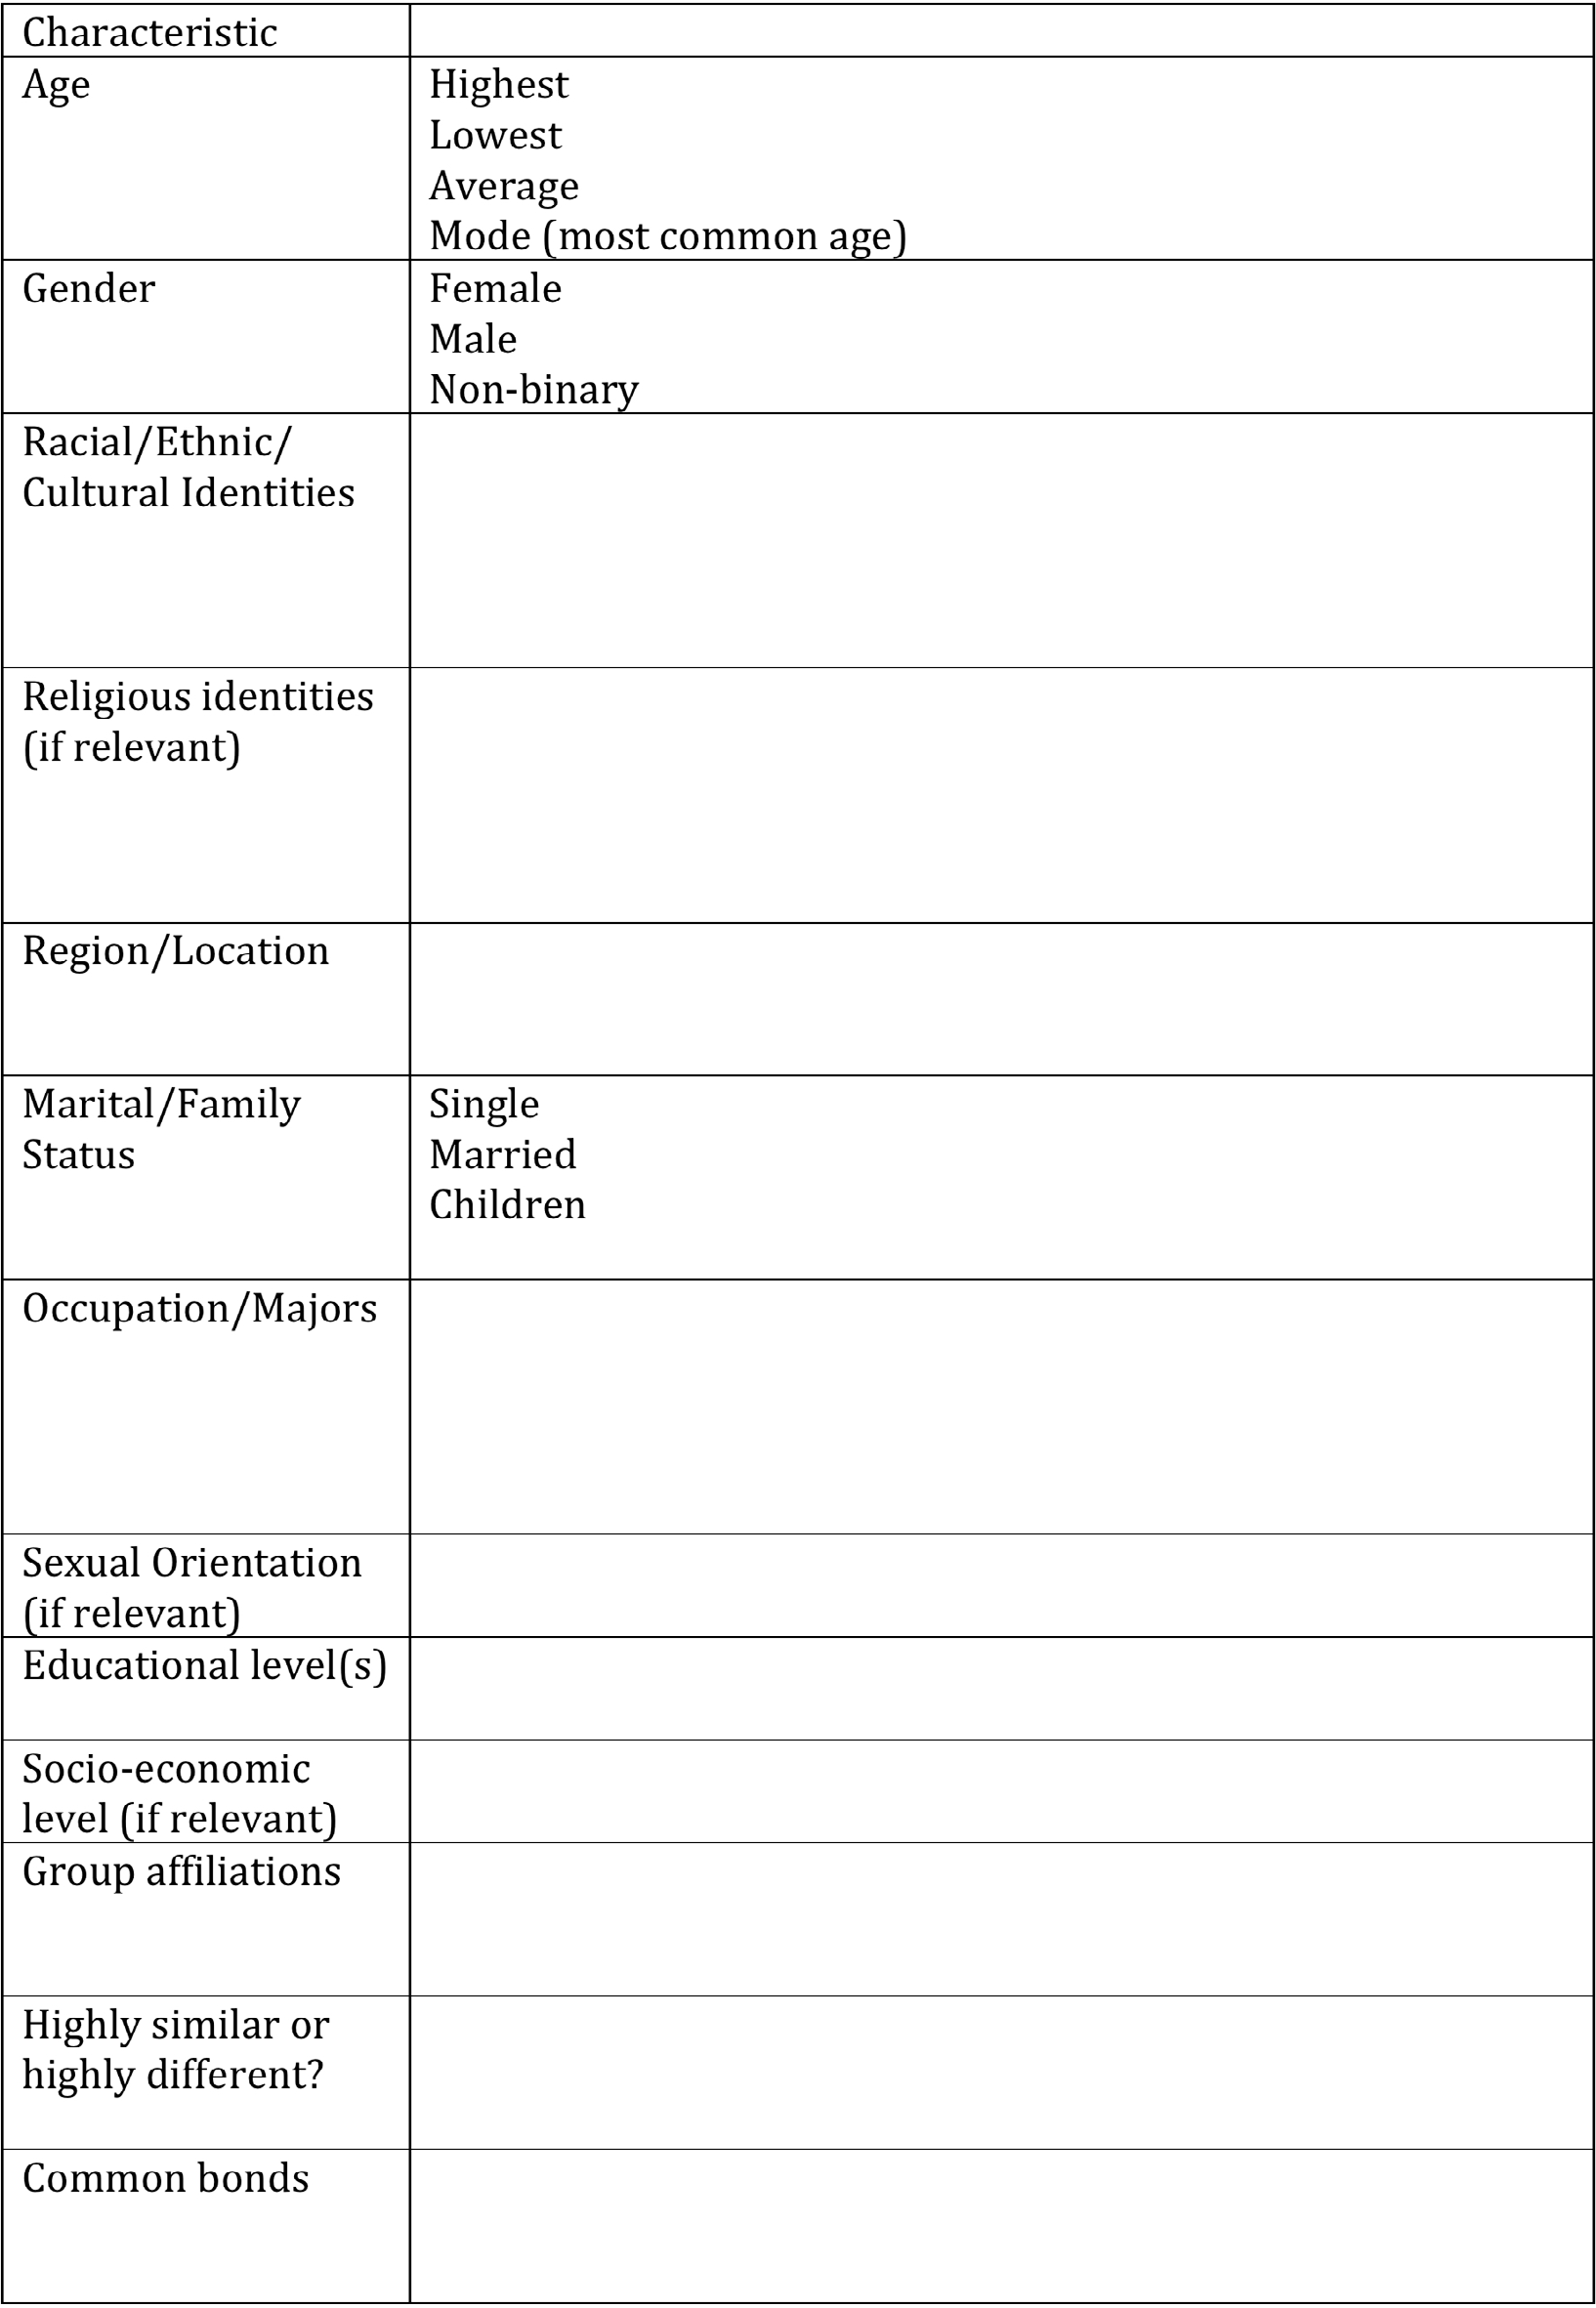 Characteristic
Age
Highest
Lowest
Average
Mode (most common age)
Gender
Female
Male
Non-binary
Racial/Ethnic/
Cultural Identities
Religious identities
(if relevant)
Region/Location
Marital/Family
Status
Single
Married
Children
Occupation/Majors
Sexual Orientation
(if relevant)
Educational level(s)
Socio-economic
level (if relevant)
Group affiliations
Highly similar or
highly different?
Common bonds